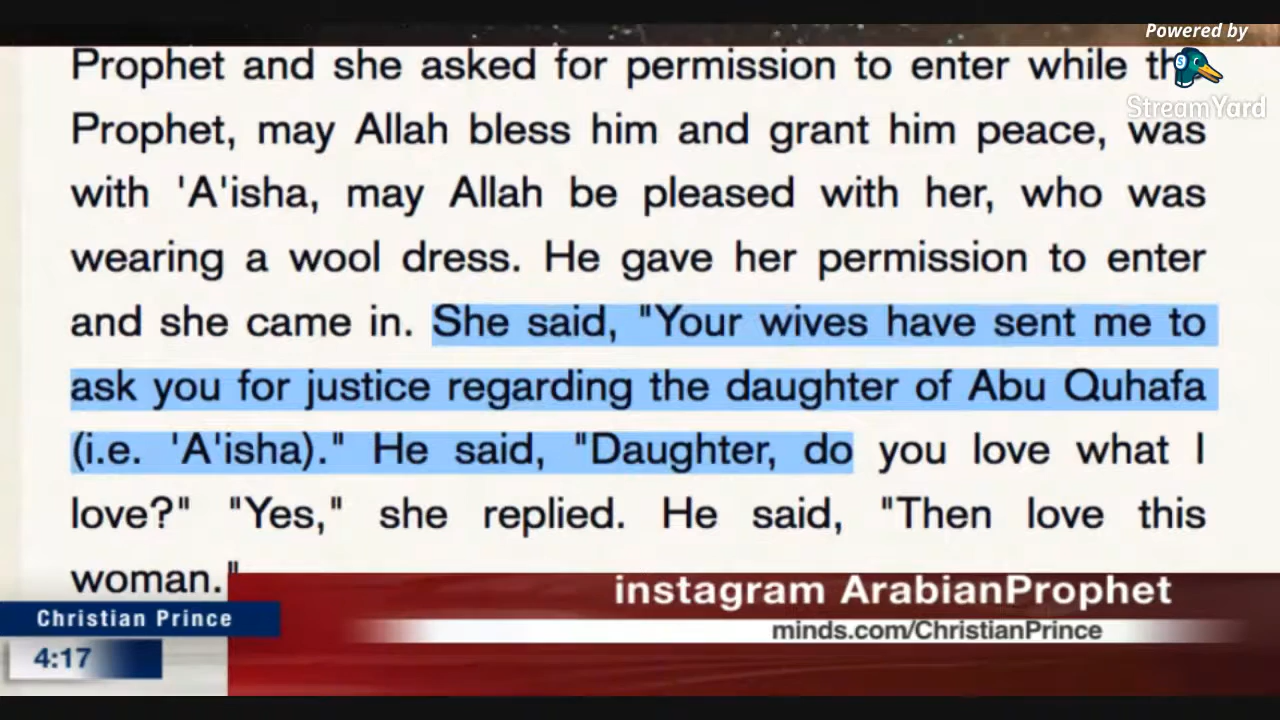 Powered by
StreamYard
Prophet and she asked for permission to enter while th
Prophet, may Allah bless him and grant him peace, was
with 'A'isha, may Allah be pleased with her, who was
wearing a wool dress. He gave her permission to enter
and she came in. She said, "Your wives have sent me to
ask you for justice regarding the daughter of Abu Quhafa
(i.e. 'A'isha)." He said, "Daughter, do you love what I
love?" "Yes," she replied. He said, "Then love this
woman."
instagram ArabianProphet
minds.com/ChristianPrince
Christian Prince
4:17